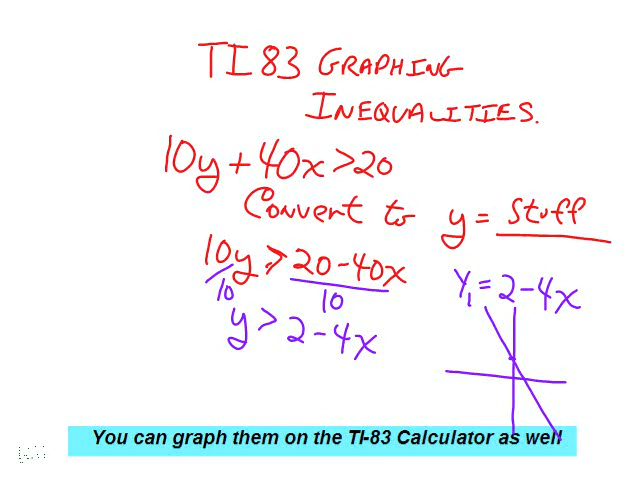 TI 83 GRAPHING
INEQUALITIES.
10y + 40x > 20
Convert to y = stuff
10y > 20 - 40x
10 10
y > 2 - 4x
Y₁ = 2 - 4x
You can graph them on the TI-83 Calculator as well